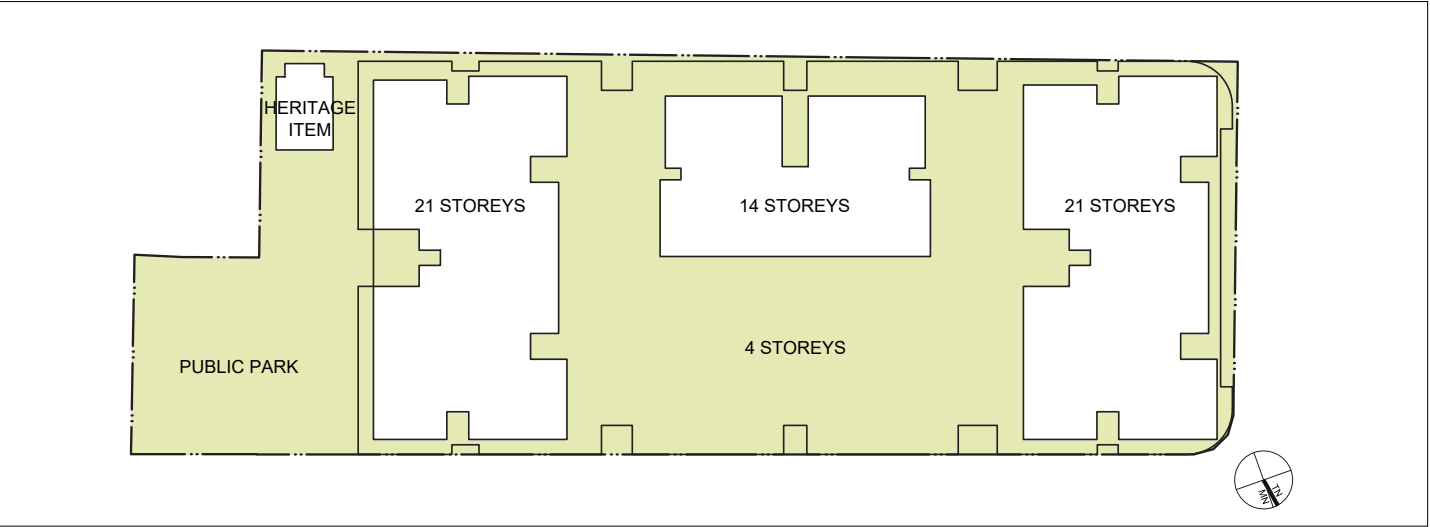 HERITAGE
ITEM
21 STOREYS
14 STOREYS
21 STOREYS
4 STOREYS
PUBLIC PARK
TN
MN